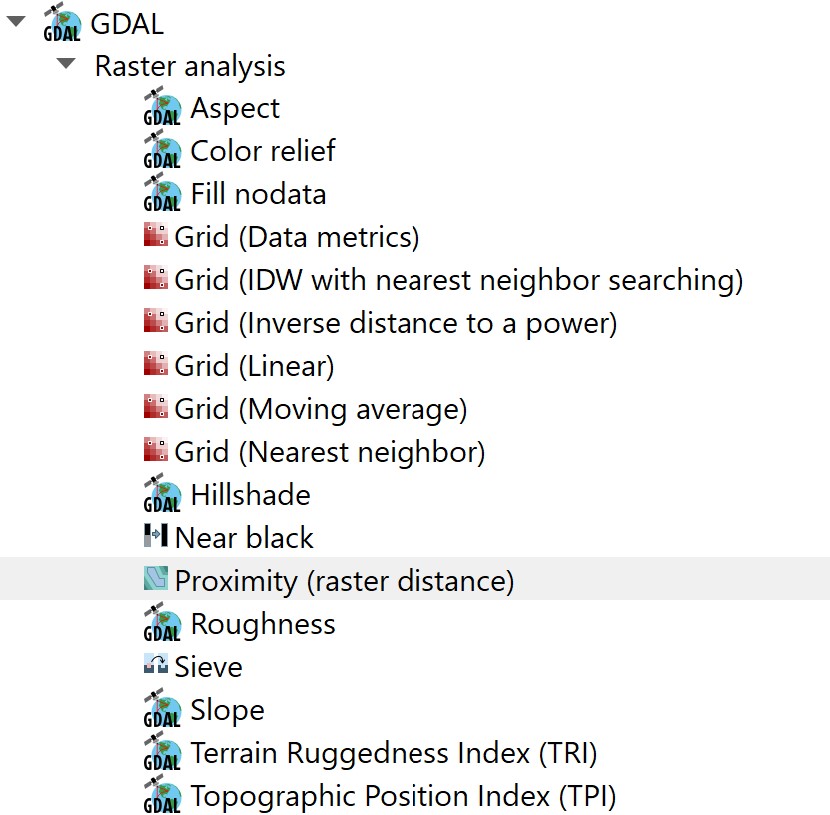 GDAL GDAL
Raster analysis
GDAL Aspect
GDAL Color relief
GDAL Fill nodata
Grid (Data metrics)
Grid (IDW with nearest neighbor searching)
Grid (Inverse distance to a power)
Grid (Linear)
Grid (Moving average)
Grid (Nearest neighbor)
GDAL Hillshade
Near black
Proximity (raster distance)
GDAL Roughness
Sieve
GDAL Slope
GDAL Terrain Ruggedness Index (TRI)
GDAL Topographic Position Index (TPI)